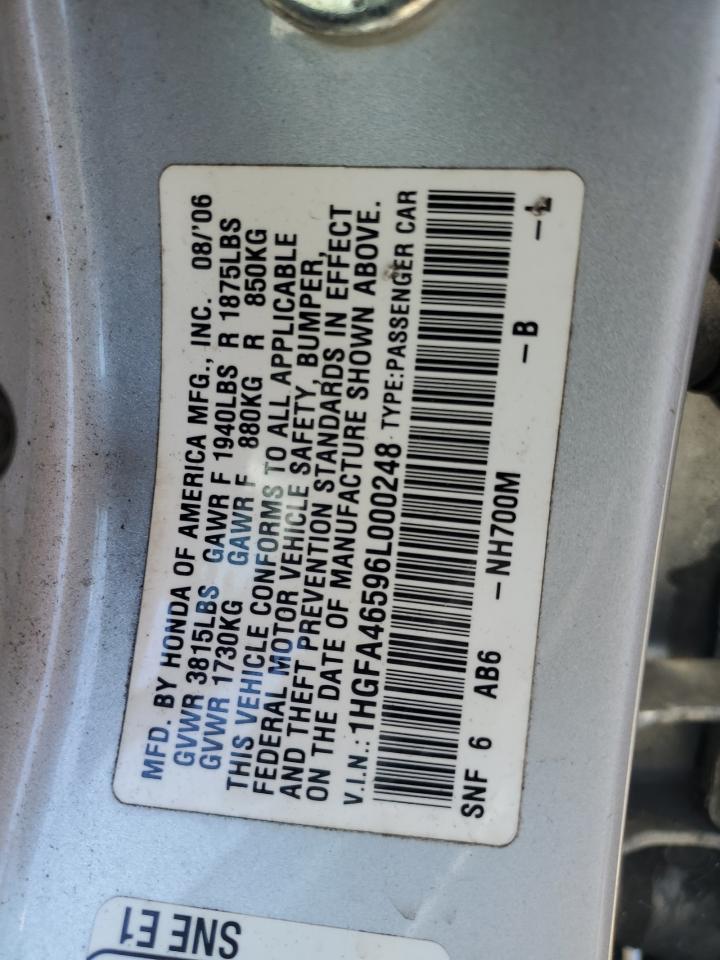 MFD. BY HONDA OF AMERICA MFG., INC. 08/'06
GVWR 3815LBS GAWR F 1940LBS R 1875LBS
GVWR 1730KG GAWR F 880KG R 850KG
THIS VEHICLE CONFORMS TO ALL APPLICABLE
FEDERAL MOTOR VEHICLE SAFETY, BUMPER,
AND THEFT PREVENTION STANDARDS IN EFFECT
ON THE DATE OF MANUFACTURE SHOWN ABOVE.
V.I.N.: 1HGFA46596L000248 TYPE:PASSENGER CAR
SNF 6 AB6 -NH700M -B
SNE E1